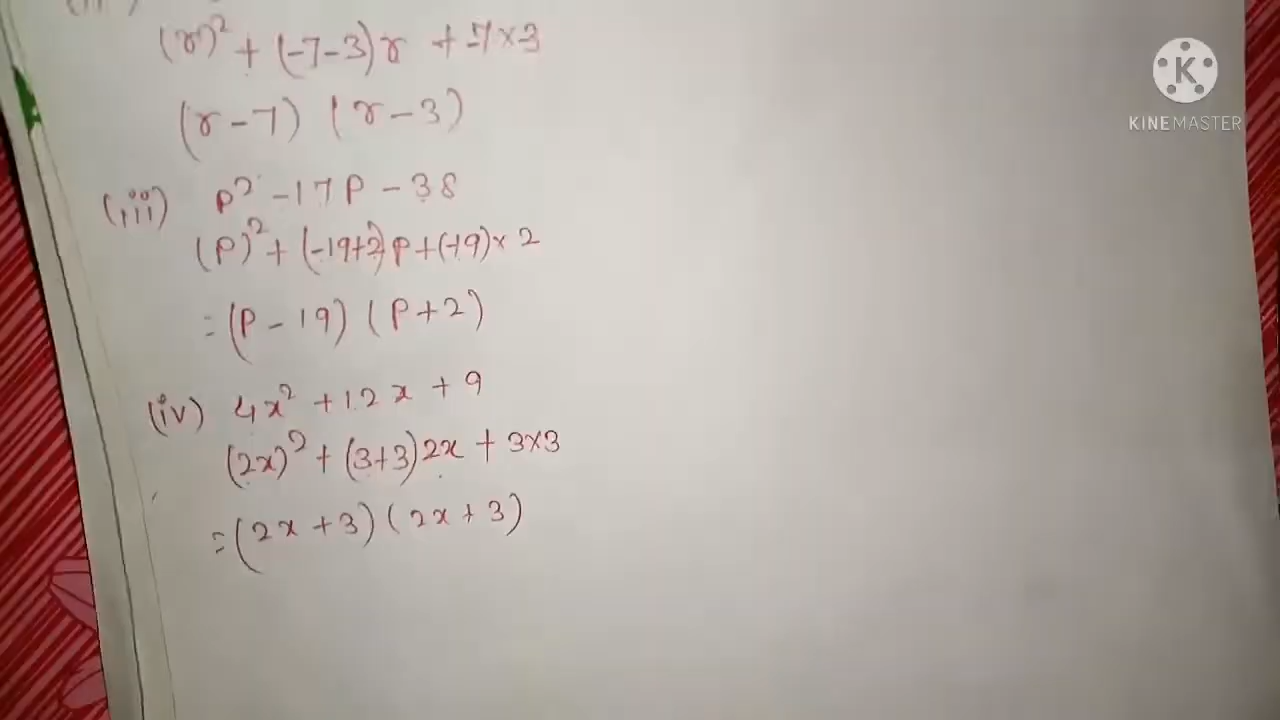 (r)² + (-7-3)r + -7×3
(r-7) (r-3)
(iii) p² - 17p - 38
(p)² + (-19+2)p + (-19)×2
= (p-19) (p+2)
(iv) 4x² + 12x + 9
(2x)² + (3+3)2x + 3×3
= (2x+3) (2x+3)
KINEMASTER